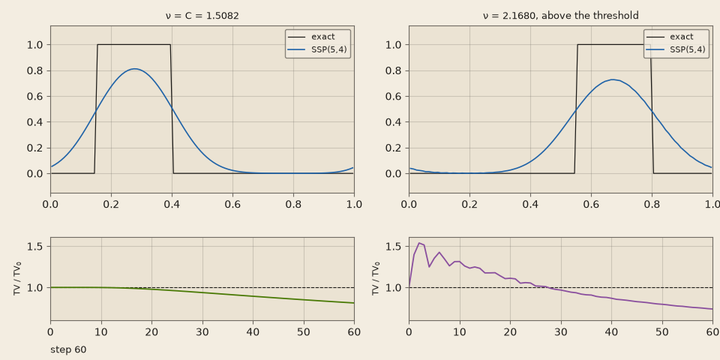 ν = C = 1.5082
exact
SSP(5,4)
1.0
0.8
0.6
0.4
0.2
0.0
0.0 0.2 0.4 0.6 0.8 1.0
ν = 2.1680, above the threshold
exact
SSP(5,4)
1.0
0.8
0.6
0.4
0.2
0.0
0.0 0.2 0.4 0.6 0.8 1.0
TV / TV₀
1.5
1.0
0 10 20 30 40 50 60
step 60
TV / TV₀
1.5
1.0
0 10 20 30 40 50 60